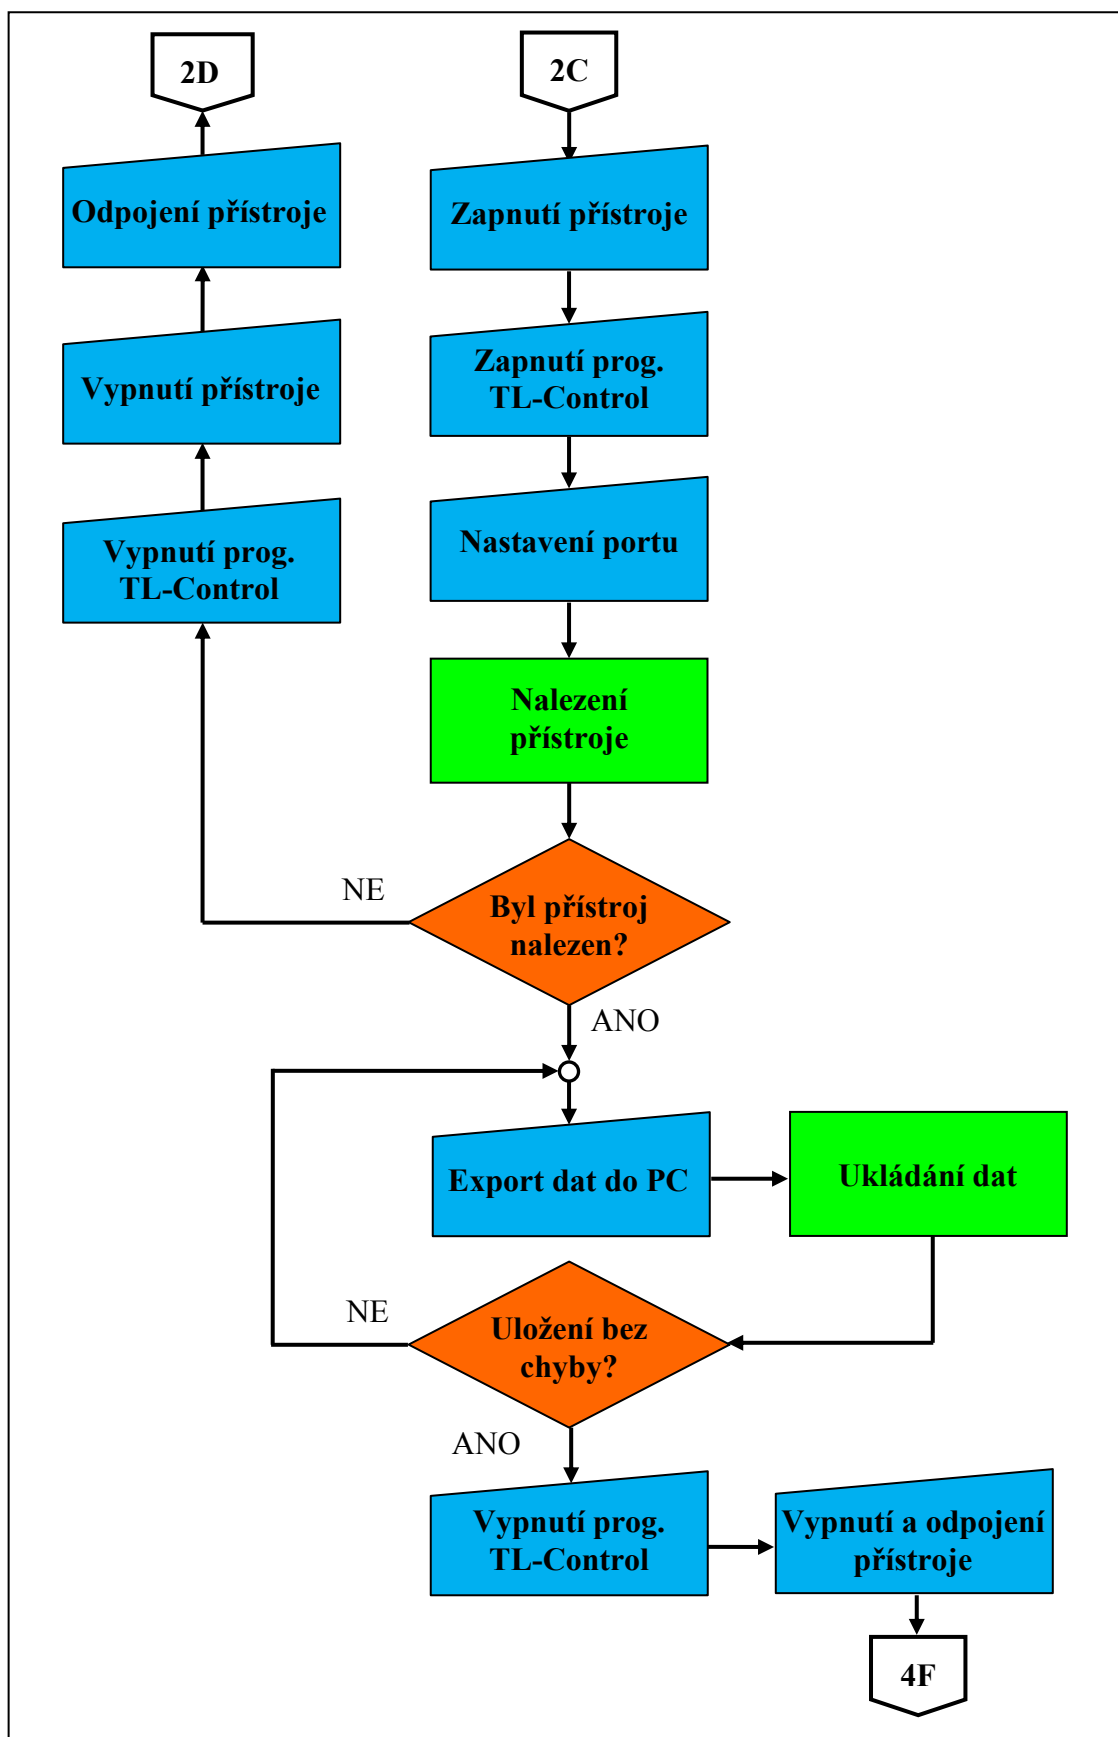 2D
2C
Odpojení přístroje
Zapnutí přístroje
Vypnutí přístroje
Zapnutí prog.
TL-Control
Vypnutí prog.
TL-Control
Nastavení portu
Nalezení
přístroje
NE
Byl přístroj
nalezen?
ANO
Export dat do PC
Ukládání dat
NE
Uložení bez
chyby?
ANO
Vypnutí prog.
TL-Control
Vypnutí a odpojení
přístroje
4F